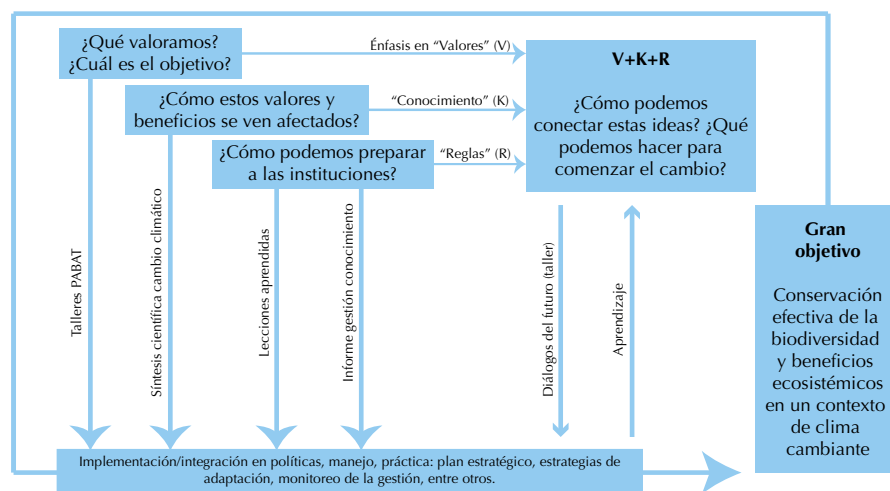 ¿Qué valoramos?
¿Cuál es el objetivo?
Énfasis en “Valores” (V)
¿Cómo estos valores y
beneficios se ven afectados?
“Conocimiento” (K)
¿Cómo podemos preparar
a las instituciones?
“Reglas” (R)
V+K+R
¿Cómo podemos
conectar estas ideas? ¿Qué
podemos hacer para
comenzar el cambio?
Talleres PABAT
Síntesis científica cambio climático
Lecciones aprendidas
Informe gestión conocimiento
Diálogos del futuro (taller)
Aprendizaje
Gran
objetivo
Conservación
efectiva de la
biodiversidad
y beneficios
ecosistémicos
en un contexto
de clima
cambiante
Implementación/integración en políticas, manejo, práctica: plan estratégico, estrategias de
adaptación, monitoreo de la gestión, entre otros.